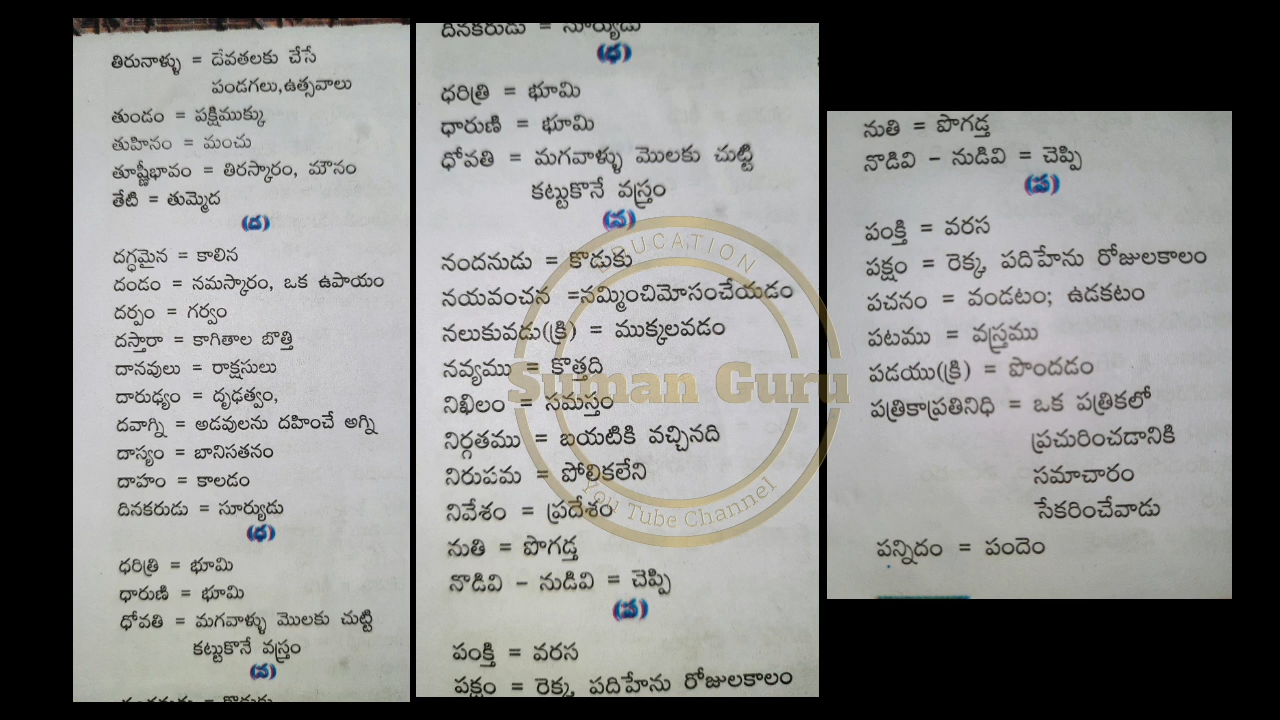 తిరునాళ్ళు = దేవతలకు చేసే
పండగలు,ఉత్సవాలు
తుండం = పక్షిముక్కు
తుహినం = మంచు
తూష్ణీభావం = తిరస్కారం, మౌనం
తేటి = తుమ్మెద
(ద)
దగ్ధమైన = కాలిన
దండం = నమస్కారం, ఒక ఉపాయం
దర్పం = గర్వం
దస్తారా = కాగితాల బొత్తి
దానవులు = రాక్షసులు
దారుఢ్యం = దృఢత్వం,
దవాగ్ని = అడవులను దహించే అగ్ని
దాస్యం = బానిసతనం
దాహం = కాలడం
దినకరుడు = సూర్యుడు
(ధ)
ధరిత్రి = భూమి
ధారుణి = భూమి
ధోవతి = మగవాళ్ళు మొలకు చుట్టి
కట్టుకొనే వస్త్రం
(న)
దినకరుడు = సూర్యుడు
(ధ)
ధరిత్రి = భూమి
ధారుణి = భూమి
ధోవతి = మగవాళ్ళు మొలకు చుట్టి
కట్టుకొనే వస్త్రం
(న)
నందనుడు = కొడుకు
నయవంచన =నమ్మించిమోసంచేయడం
నలుకువడు(క్రి) = ముక్కలవడం
నవ్యము = కొత్తది
నిఖిలం = సమస్తం
నిర్గతము = బయటికి వచ్చినది
నిరుపమ = పోలికలేని
నివేశం = ప్రదేశం
నుతి = పొగడ్త
నొడివి - నుడివి = చెప్పి
(ప)
పంక్తి = వరస
పక్షం = రెక్క పదిహేను రోజులకాలం
నుతి = పొగడ్త
నొడివి - నుడివి = చెప్పి
(ప)
పంక్తి = వరస
పక్షం = రెక్క పదిహేను రోజులకాలం
పచనం = వండటం; ఉడకటం
పటము = వస్త్రము
పడయు(క్రి) = పొందడం
పత్రికాప్రతినిధి = ఒక పత్రికలో
ప్రచురించడానికి
సమాచారం
సేకరించేవాడు
పన్నిదం = పందెం
EDUCATION
Suman Guru
You Tube Channel